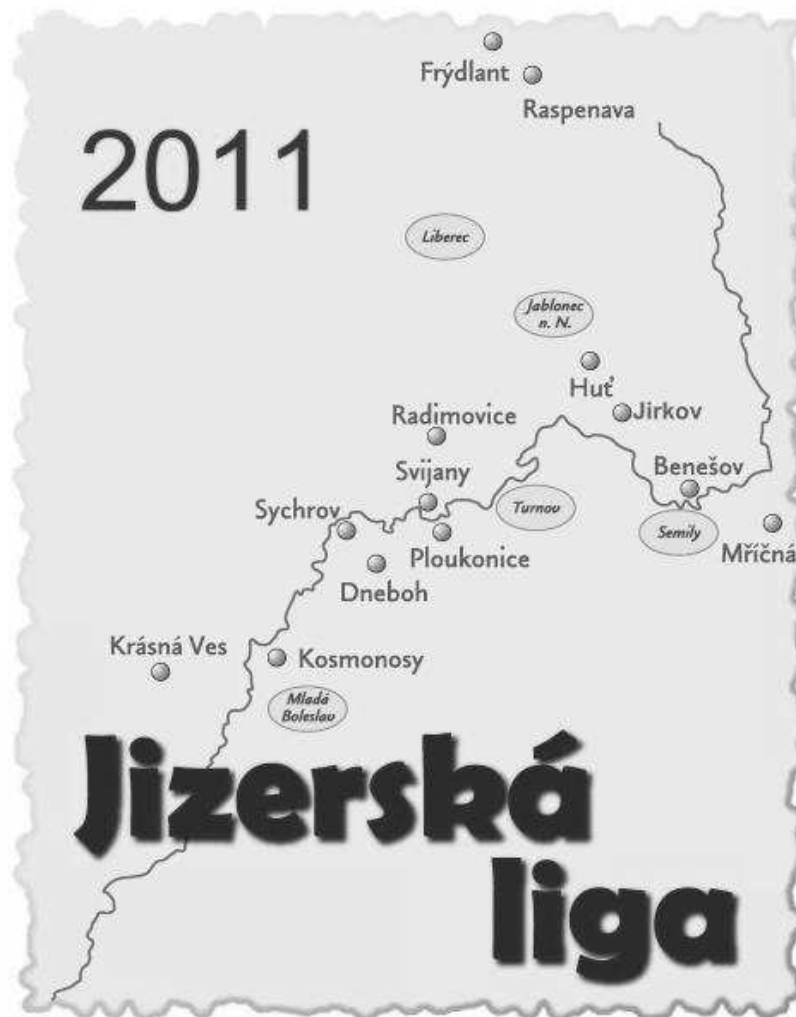 Frýdlant
Raspenava
2011
Liberec
Jablonec
n. N.
Huť
Jirkov
Radimovice
Svijany
Benešov
Sychrov
Turnov
Semily
Mříčná
Ploukonice
Dneboh
Krásná Ves
Kosmonosy
Mladá
Boleslav
Jizerská
liga